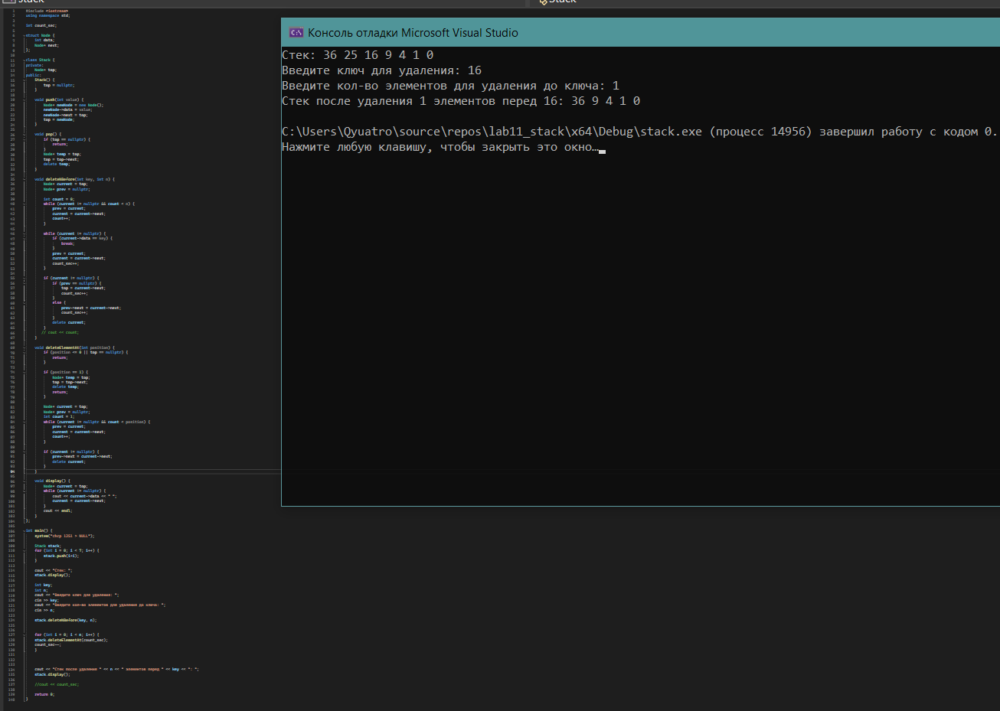 stack
Stack
#include <iostream>
using namespace std;
int count_sec;
struct Node {
int data;
Node* next;
};
class Stack {
private:
Node* top;
public:
Stack() {
top = nullptr;
}
void push(int value) {
Node* newNode = new Node();
newNode->data = value;
newNode->next = top;
top = newNode;
}
void pop() {
if (top == nullptr) {
return;
}
Node* temp = top;
top = top->next;
delete temp;
}
void deleteNBefore(int key, int n) {
Node* current = top;
Node* prev = nullptr;
int count = 0;
while (current != nullptr && count < n) {
prev = current;
current = current->next;
count++;
}
while (current != nullptr) {
if (current->data == key) {
break;
}
prev = current;
current = current->next;
count_sec++;
}
if (current != nullptr) {
if (prev == nullptr) {
top = current->next;
count_sec++;
}
else {
prev->next = current->next;
count_sec++;
}
delete current;
}
// cout << count;
}
void deleteElementAt(int position) {
if (position <= 0 || top == nullptr) {
return;
}
if (position == 1) {
Node* temp = top;
top = top->next;
delete temp;
return;
}
Node* current = top;
Node* prev = nullptr;
int count = 1;
while (current != nullptr && count < position) {
prev = current;
current = current->next;
count++;
}
if (current != nullptr) {
prev->next = current->next;
delete current;
}
}
void display() {
Node* current = top;
while (current != nullptr) {
cout << current->data << " ";
current = current->next;
}
cout << endl;
}
};
int main() {
system("chcp 1251 > NULL");
Stack stack;
for (int i = 0; i < 7; i++) {
stack.push(i*i);
}
cout << "Стек: ";
stack.display();
int key;
int n;
cout << "Введите ключ для удаления: ";
cin >> key;
cout << "Введите кол-во элементов для удаления до ключа: ";
cin >> n;
stack.deleteNBefore(key, n);
for (int i = 0; i < n; i++) {
stack.deleteElementAt(count_sec);
count_sec--;
}
cout << "Стек после удаления " << n << " элементов перед " << key << ": ";
stack.display();
//cout << count_sec;
return 0;
}
Консоль отладки Microsoft Visual Studio
Стек: 36 25 16 9 4 1 0
Введите ключ для удаления: 16
Введите кол-во элементов для удаления до ключа: 1
Стек после удаления 1 элементов перед 16: 36 9 4 1 0
C:\Users\Qyuatro\source\repos\lab11_stack\x64\Debug\stack.exe (процесс 14956) завершил работу с кодом 0.
Нажмите любую клавишу, чтобы закрыть это окно…